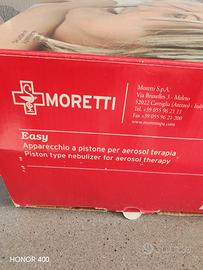 MORETTI
Moretti S.p.A.
Via Bruxelles 3 - Meleto
52022 Cavriglia (Arezzo) - Italy
Tel. +39 055 96 21 11
Fax +39 055 96 21 200
www.morettispa.com
Easy
Apparecchio a pistone per aerosol terapia
Piston type nebulizer for aerosol therapy
HONOR 400
subito